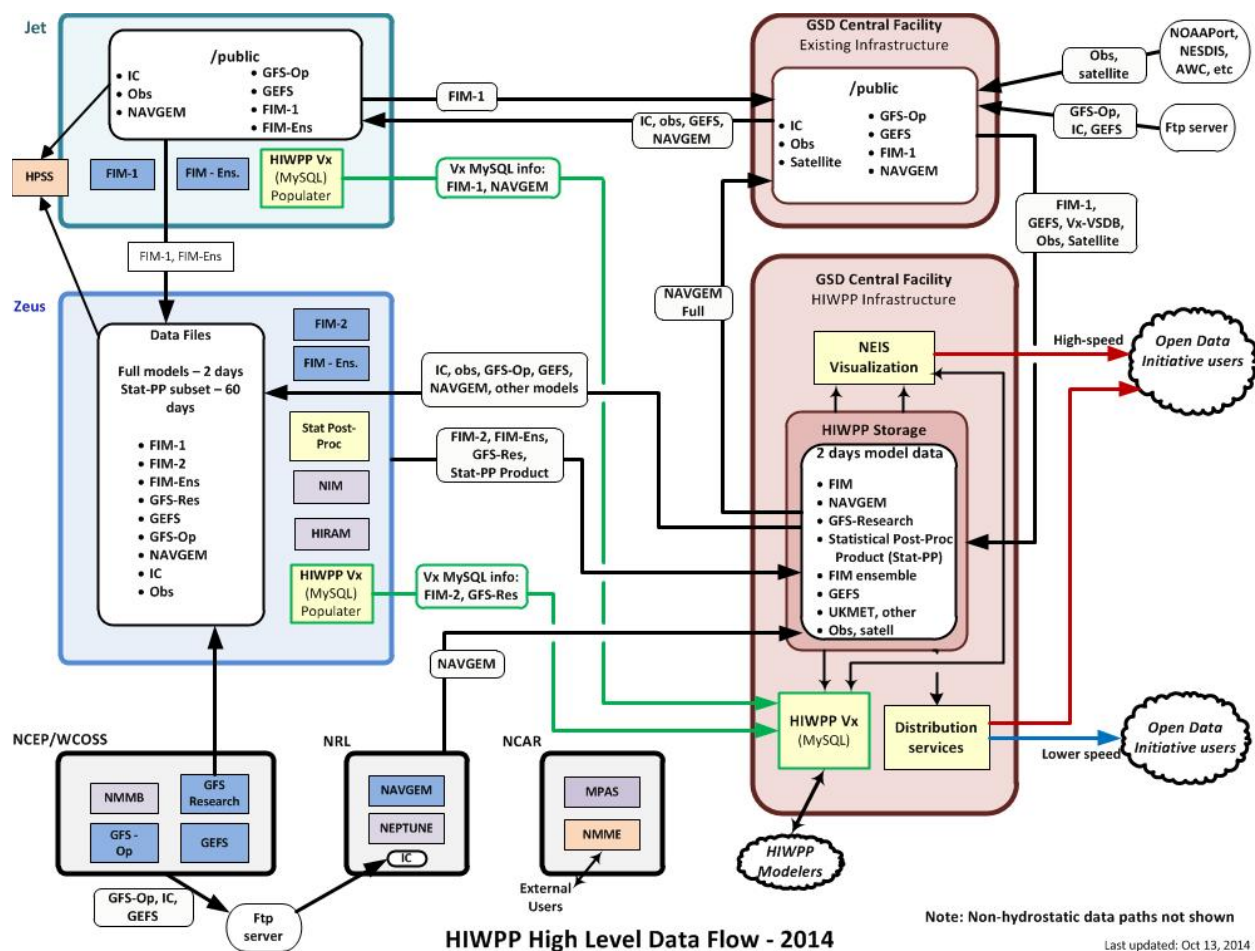 Jet
/public
• IC
• Obs
• NAVGEM
• GFS-Op
• GEFS
• FIM-1
• FIM-Ens
HPSS
FIM-1
FIM - Ens.
HIWPP Vx
(MySQL)
Populater
FIM-1
IC, obs, GEFS,
NAVGEM
Vx MySQL info:
FIM-1, NAVGEM
GSD Central Facility
Existing Infrastructure
/public
• IC
• Obs
• Satellite
• GFS-Op
• GEFS
• FIM-1
• NAVGEM
Obs,
satellite
NOAAPort,
NESDIS,
AWC, etc
GFS-Op,
IC, GEFS
Ftp server
FIM-1, FIM-Ens
FIM-1,
GEFS, Vx-VSDB,
Obs, Satellite
NAVGEM
Full
Zeus
Data Files
Full models – 2 days
Stat-PP subset – 60
days
• FIM-1
• FIM-2
• FIM-Ens
• GFS-Res
• GEFS
• GFS-Op
• NAVGEM
• IC
• Obs
FIM-2
FIM - Ens.
Stat Post-
Proc
NIM
HIRAM
HIWPP Vx
(MySQL)
Populater
IC, obs, GFS-Op, GEFS,
NAVGEM, other models
FIM-2, FIM-Ens,
GFS-Res,
Stat-PP Product
Vx MySQL info:
FIM-2, GFS-Res
NAVGEM
GSD Central Facility
HIWPP Infrastructure
NEIS
Visualization
HIWPP Storage
2 days model data
• FIM
• NAVGEM
• GFS-Research
• Statistical Post-Proc
Product (Stat-PP)
• FIM ensemble
• GEFS
• UKMET, other
• Obs, satell
HIWPP Vx
(MySQL)
Distribution
services
High-speed
Open Data
Initiative users
Lower speed
Open Data
Initiative users
HIWPP
Modelers
NCEP/WCOSS
NMMB
GFS
Research
GFS -
Op
GEFS
GFS-Op, IC,
GEFS
Ftp
server
NRL
NAVGEM
NEPTUNE
IC
NCAR
MPAS
NMME
External
Users
Note: Non-hydrostatic data paths not shown
HIWPP High Level Data Flow - 2014
Last updated: Oct 13, 2014